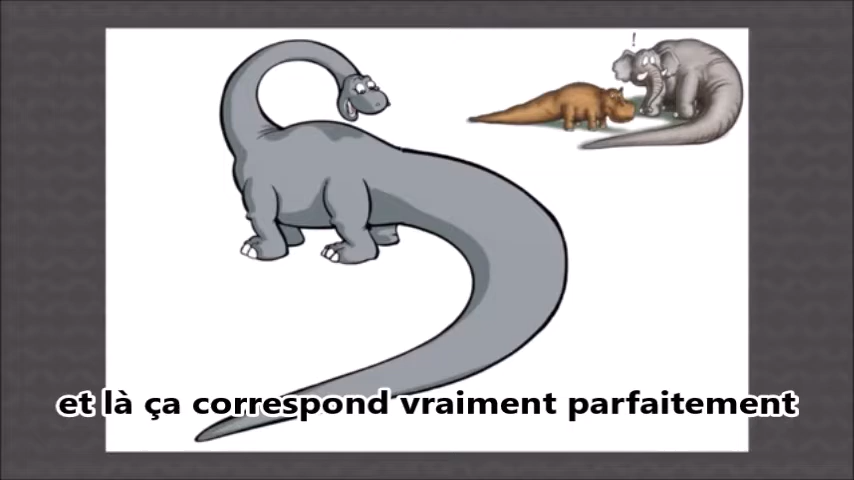 !
et là ça correspond vraiment parfaitement